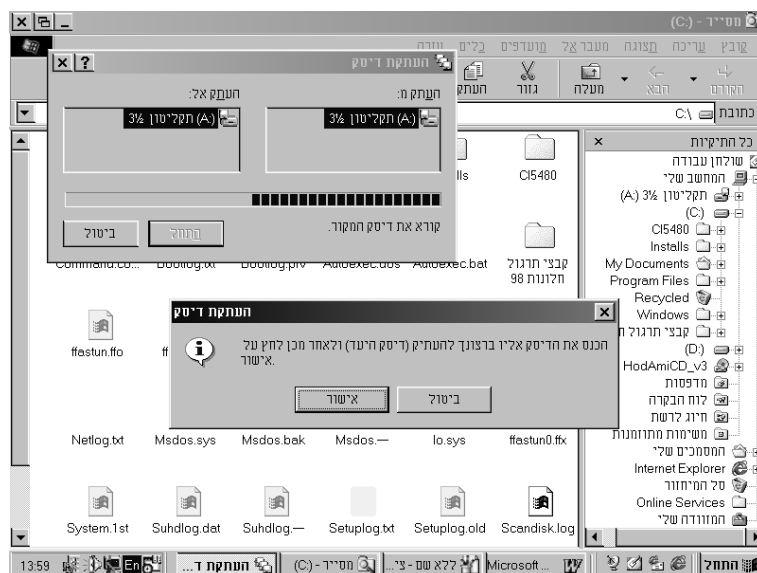 מסייר - (C:)
קובץ עריכה תצוגה מעבר אל מועדפים כלים עזרה
הקודם הבא מעלה גזור העתק
כתובת C:\
כל התיקיות
שולחן עבודה
המחשב שלי
תקליטון 3½ (A:)
(C:)
CI5480
Installs
My Documents
Program Files
Recycled
Windows
קבצי תרגול
(D:)
HodAmiCD_v3
מדפסות
לוח הבקרה
חיוג לרשת
משימות מתוזמנות
המסמכים שלי
Internet Explorer
סל המיחזור
Online Services
המזוודה שלי
CI5480
קבצי תרגול חלונות 98
Autoexec.bat
Autoexec.dos
Bootlog.prv
Bootlog.txt
Command.co...
ffastun.ffo
Netlog.txt
Msdos.sys
Msdos.bak
Msdos.—
Io.sys
ffastun0.ffx
System.1st
Suhdlog.dat
Suhdlog.—
Setuplog.txt
Setuplog.old
Scandisk.log
העתקת דיסק
העתק מ:
העתק אל:
(A:) תקליטון 3½
(A:) תקליטון 3½
קורא את דיסק המקור.
התחל
ביטול
העתקת דיסק
הכנס את הדיסק אליו ברצונך להעתיק (דיסק היעד) ולאחר מכן לחץ על
אישור.
ביטול
אישור
התחל
Microsoft ...
ללא שם - צי...
מסייר - (C:)
העתקת ד...
En
13:59